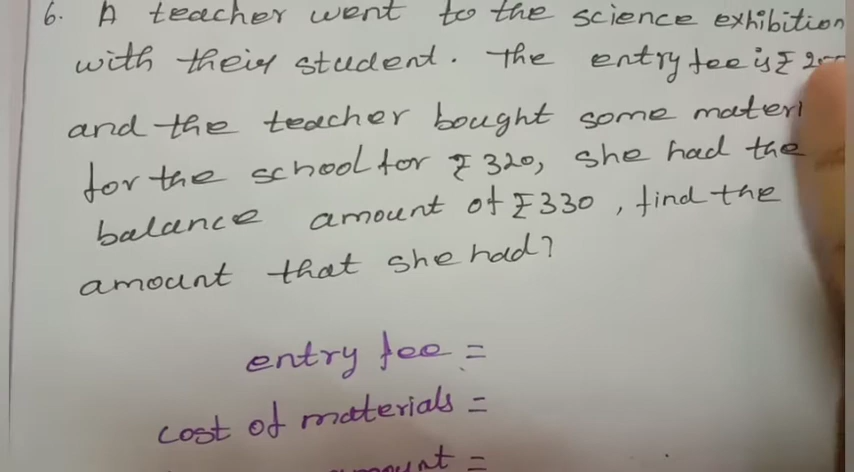 6. A teacher went to the science exhibition
with their student. The entry fee is ₹
and the teacher bought some materi
for the school for ₹ 320, she had the
balance amount of ₹330, find the
amount that she had?
entry fee =
cost of materials =
=